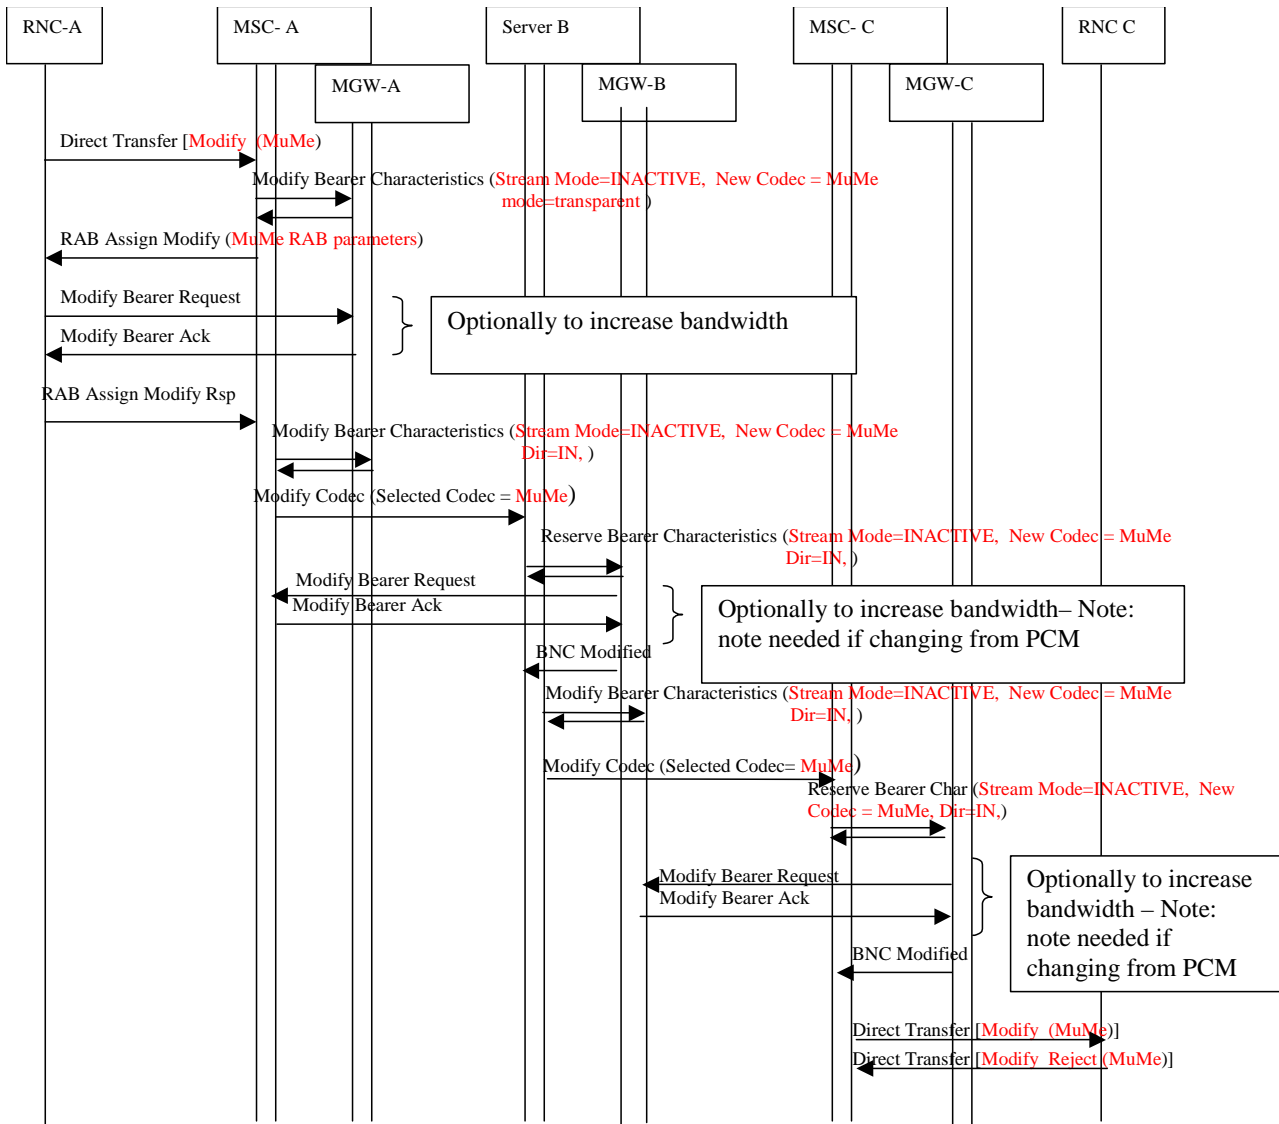 RNC-A
MSC- A
Server B
MSC- C
RNC C
MGW-A
MGW-B
MGW-C
Direct Transfer [Modify  (MuMe)
Modify Bearer Characteristics (Stream Mode=INACTIVE,  New Codec = MuMe
mode=transparent )
RAB Assign Modify (MuMe RAB parameters)
Modify Bearer Request
Optionally to increase bandwidth
Modify Bearer Ack
RAB Assign Modify Rsp
Modify Bearer Characteristics (Stream Mode=INACTIVE,  New Codec = MuMe
Dir=IN, )
Modify Codec (Selected Codec = MuMe)
Reserve Bearer Characteristics (Stream Mode=INACTIVE,  New Codec = MuMe
Dir=IN, )
Modify Bearer Request
Modify Bearer Ack
Optionally to increase bandwidth– Note:
note needed if changing from PCM
BNC Modified
Modify Bearer Characteristics (Stream Mode=INACTIVE,  New Codec = MuMe
Dir=IN, )
Modify Codec (Selected Codec= MuMe)
Reserve Bearer Char (Stream Mode=INACTIVE,  New
Codec = MuMe, Dir=IN,)
Modify Bearer Request
Modify Bearer Ack
Optionally to increase
bandwidth – Note:
note needed if
changing from PCM
BNC Modified
Direct Transfer [Modify  (MuMe)]
Direct Transfer [Modify  Reject (MuMe)]